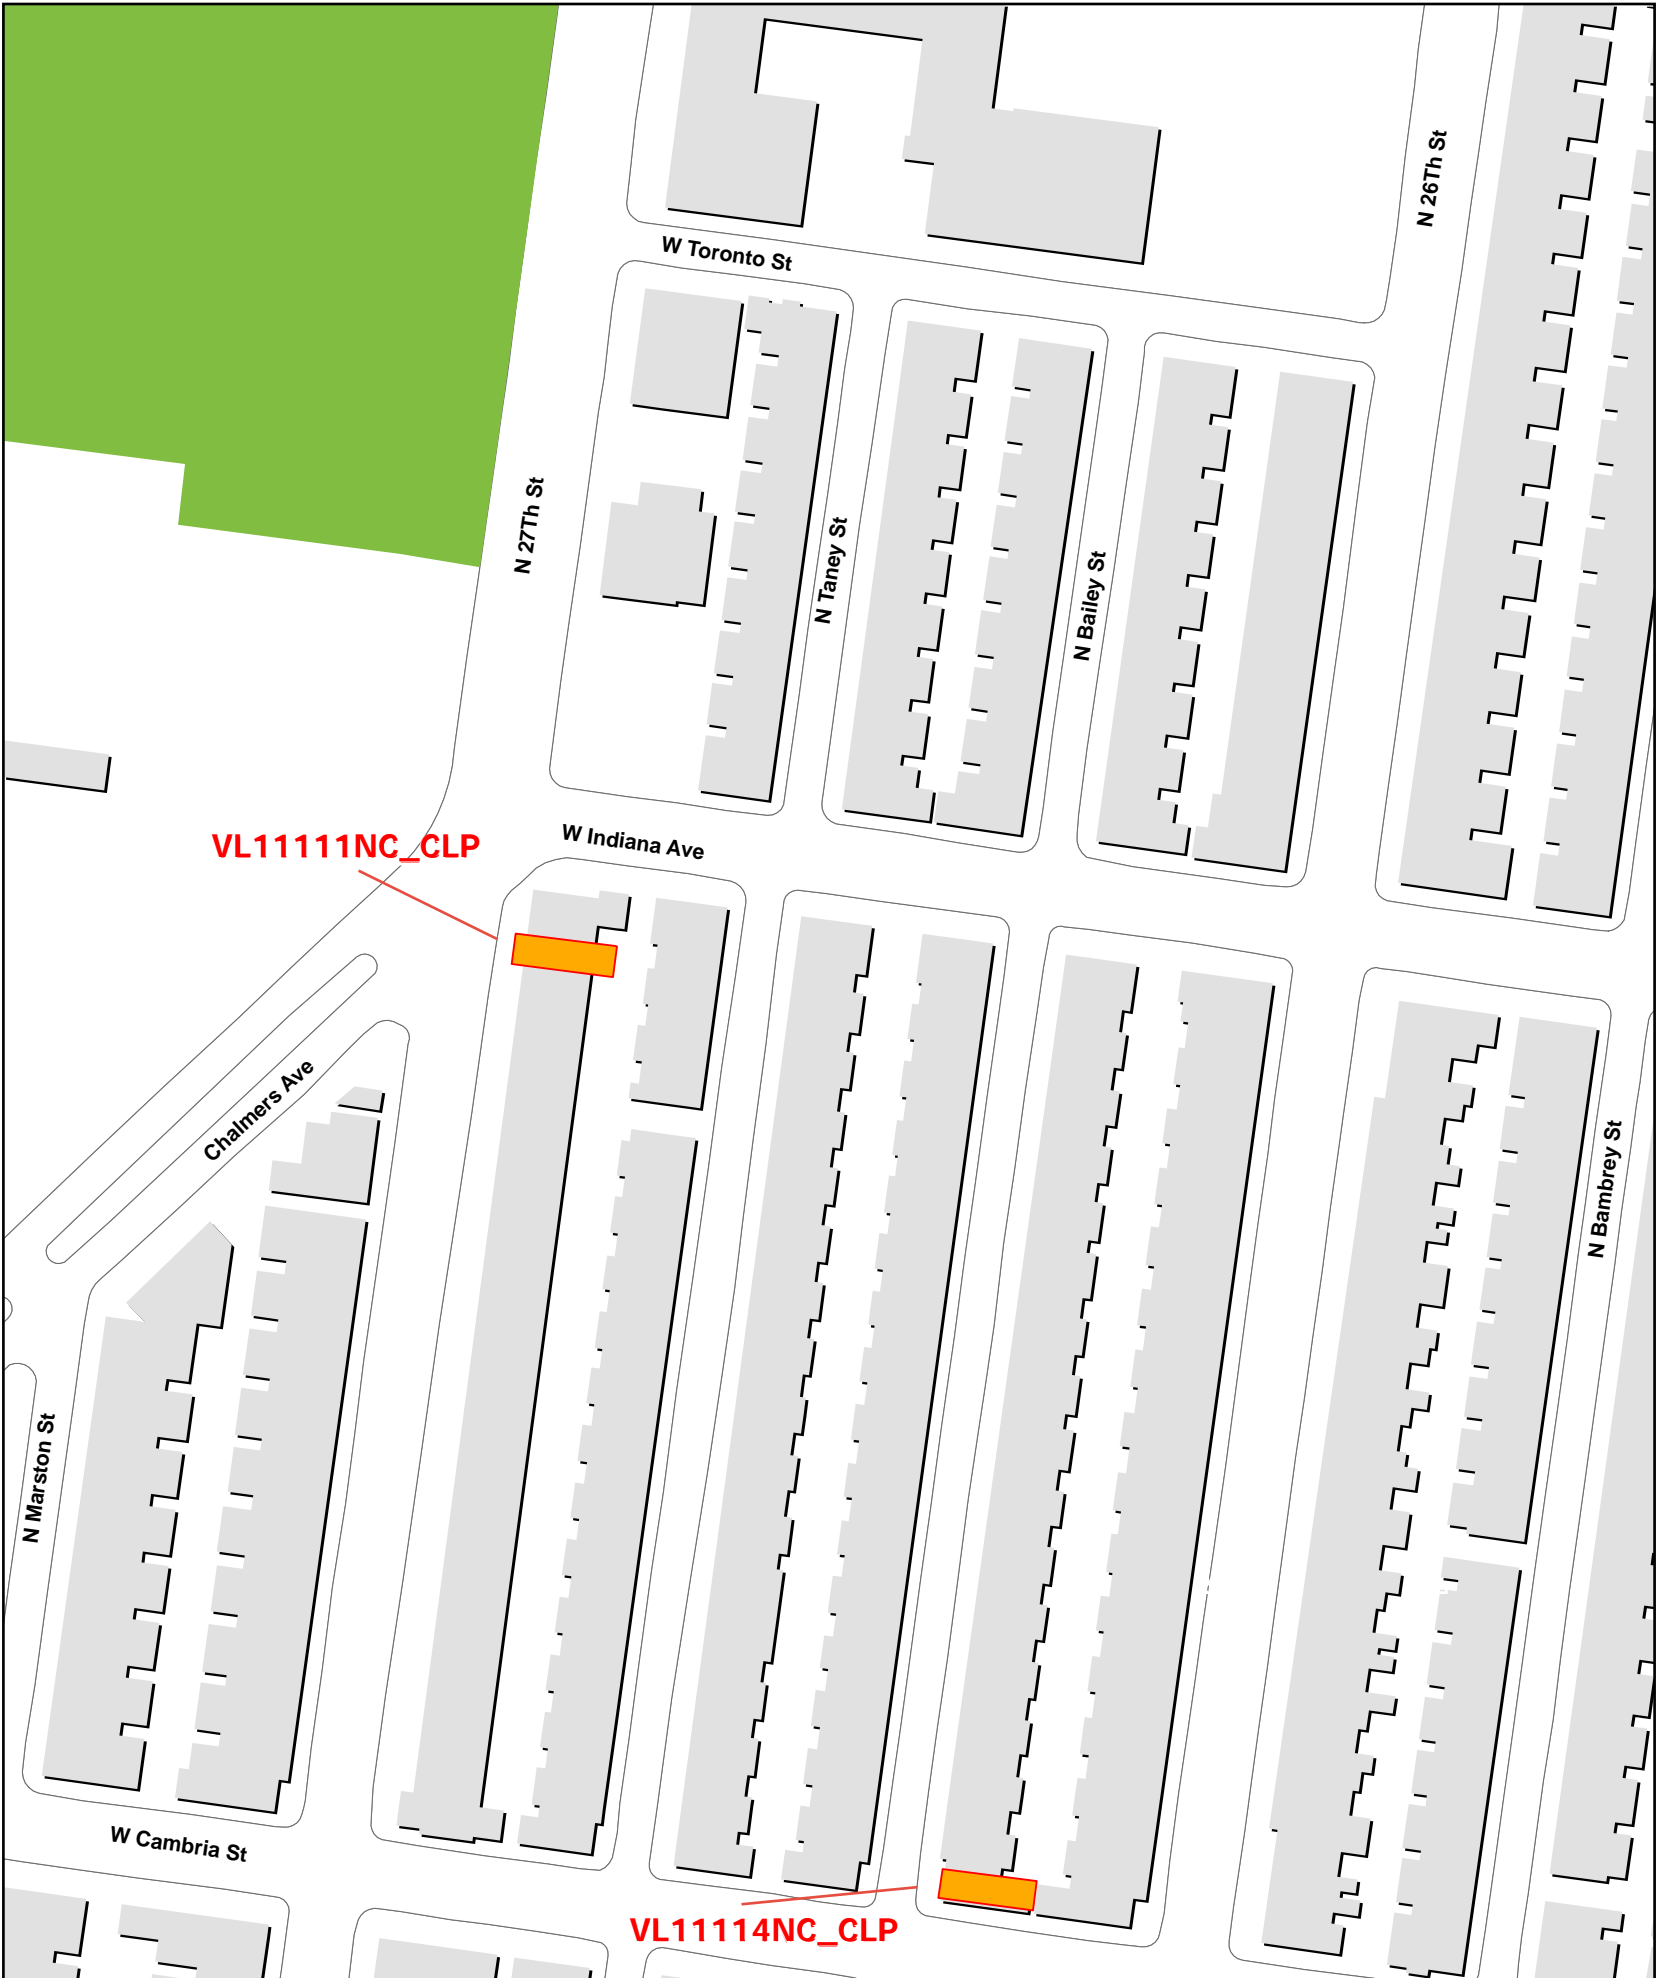 N 26Th St
W Toronto St
N 27Th St
N Taney St
N Bailey St
VL11111NC_CLP
W Indiana Ave
Chalmers Ave
N Bambrey St
N Marston St
W Cambria St
VL11114NC_CLP